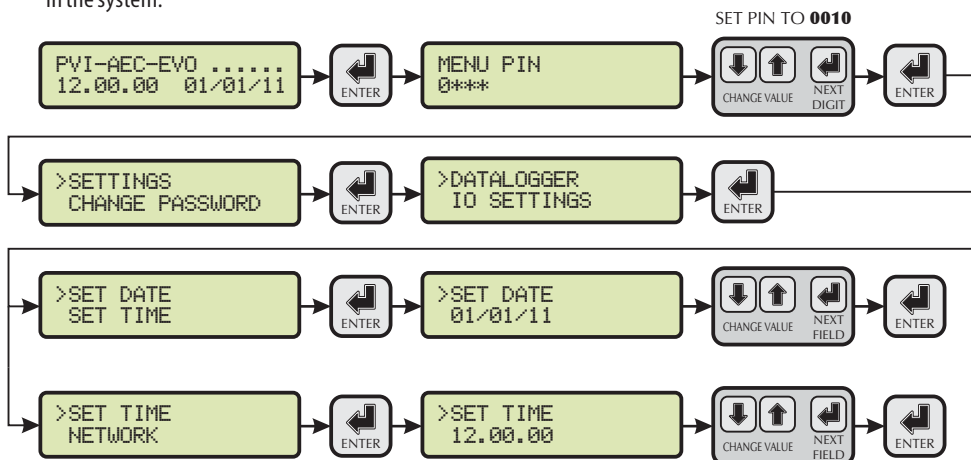 in the system.
SET PIN TO 0010
PVI-AEC-EVO ......
12.00.00 01/01/11
ENTER
MENU PIN
0***
CHANGE VALUE
NEXT
DIGIT
ENTER
>SETTINGS
CHANGE PASSWORD
ENTER
>DATALOGGER
IO SETTINGS
ENTER
>SET DATE
SET TIME
ENTER
>SET DATE
01/01/11
CHANGE VALUE
NEXT
FIELD
ENTER
>SET TIME
NETWORK
ENTER
>SET TIME
12.00.00
CHANGE VALUE
NEXT
FIELD
ENTER